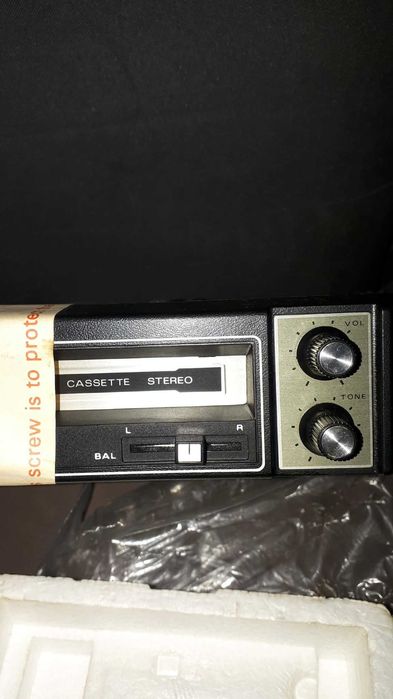 VOL
CASSETTE STEREO
TONE
L R
BAL
screw is to prote